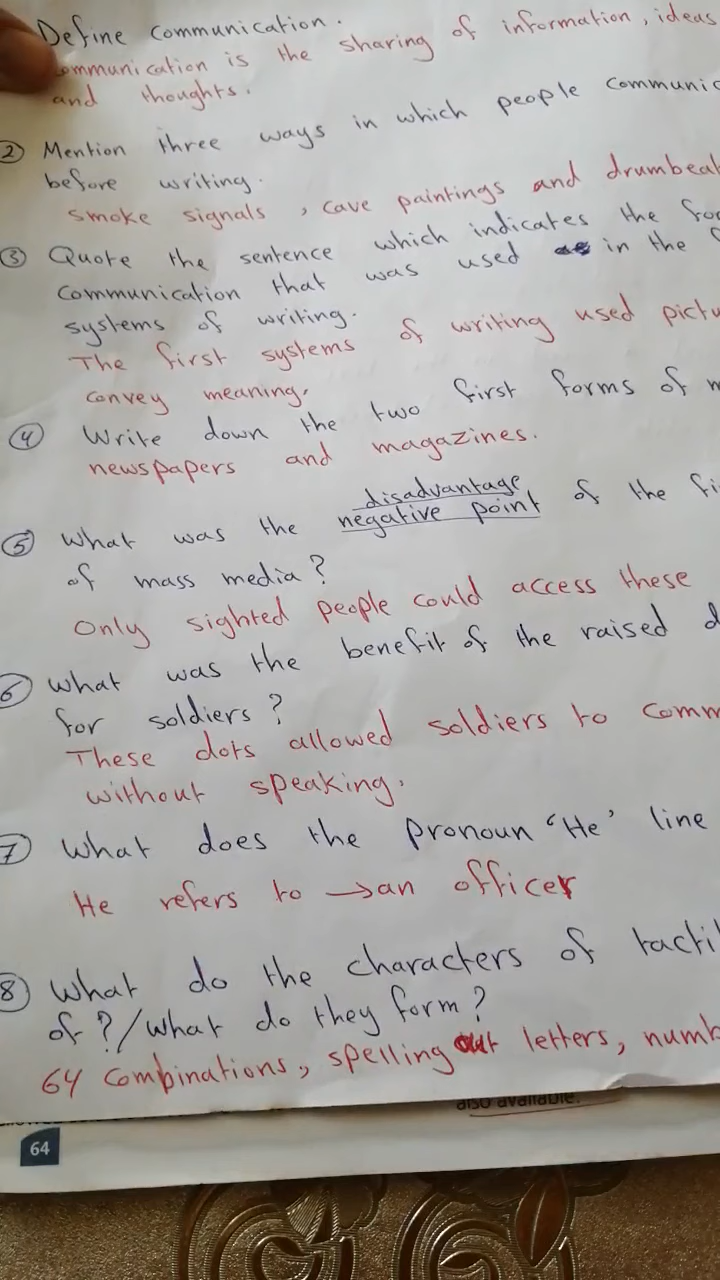 Define communication.
communication is the sharing of information, ideas
and thoughts.
② Mention three ways in which people communic
before writing.
smoke signals, cave paintings and drumbeat
③ Quote the sentence which indicates the for
communication that was used in the f
systems of writing.
The first systems of writing used pictu
convey meaning.
④ Write down the two first forms of m
newspapers and magazines.
disadvantage
⑤ What was the negative point of the fi
of mass media?
Only sighted people could access these
⑥ What was the benefit of the raised d
for soldiers?
These dots allowed soldiers to comm
without speaking.
⑦ What does the pronoun 'He' line
He refers to → an officer
⑧ What do the characters of tacti
of?/What do they form?
64 combinations, spelling out letters, numb
also available.
64